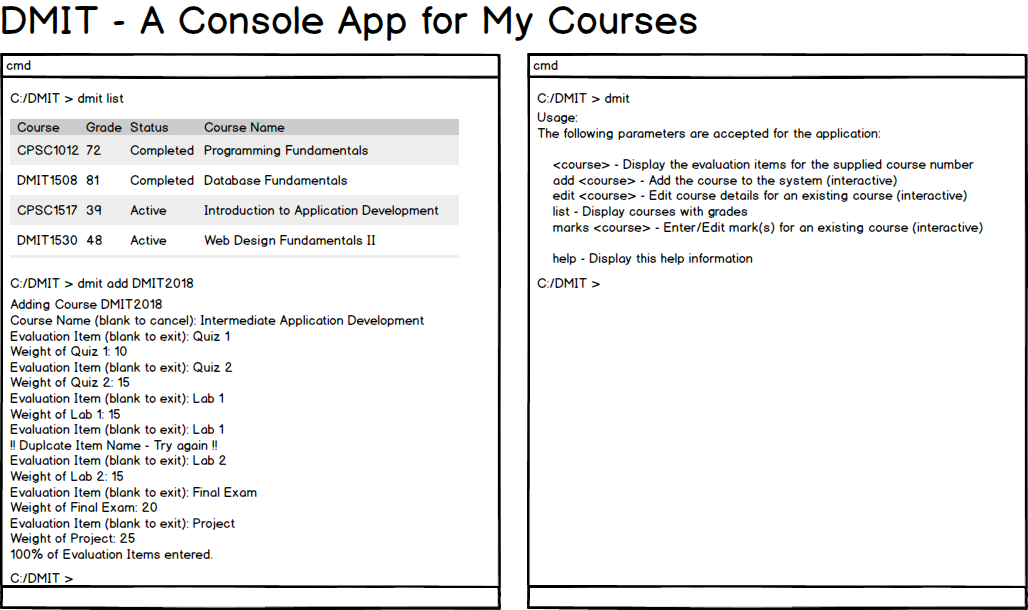 DMIT - A Console App for My Courses
cmd
C:/DMIT > dmit list
Course Grade Status Course Name
CPSC1012 72 Completed Programming Fundamentals
DMIT1508 81 Completed Database Fundamentals
CPSC1517 39 Active Introduction to Application Development
DMIT1530 48 Active Web Design Fundamentals II
C:/DMIT > dmit add DMIT2018
Adding Course DMIT2018
Course Name (blank to cancel): Intermediate Application Development
Evaluation Item (blank to exit): Quiz 1
Weight of Quiz 1: 10
Evaluation Item (blank to exit): Quiz 2
Weight of Quiz 2: 15
Evaluation Item (blank to exit): Lab 1
Weight of Lab 1: 15
Evaluation Item (blank to exit): Lab 1
!! Duplcate Item Name - Try again !!
Evaluation Item (blank to exit): Lab 2
Weight of Lab 2: 15
Evaluation Item (blank to exit): Final Exam
Weight of Final Exam: 20
Evaluation Item (blank to exit): Project
Weight of Project: 25
100% of Evaluation Items entered.
C:/DMIT >
cmd
C:/DMIT > dmit
Usage:
The following parameters are accepted for the application:
<course> - Display the evaluation items for the supplied course number
add <course> - Add the course to the system (interactive)
edit <course> - Edit course details for an existing course (interactive)
list - Display courses with grades
marks <course> - Enter/Edit mark(s) for an existing course (interactive)
help - Display this help information
C:/DMIT >